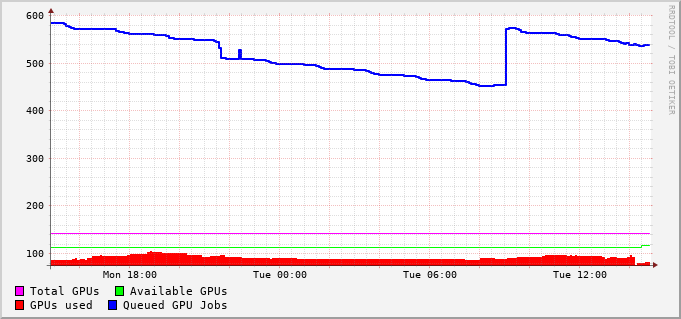 600
500
400
300
200
100
Mon 18:00 Tue 00:00 Tue 06:00 Tue 12:00
Total GPUs Available GPUs
GPUs used Queued GPU Jobs
RRDTOOL / TOBI OETIKER